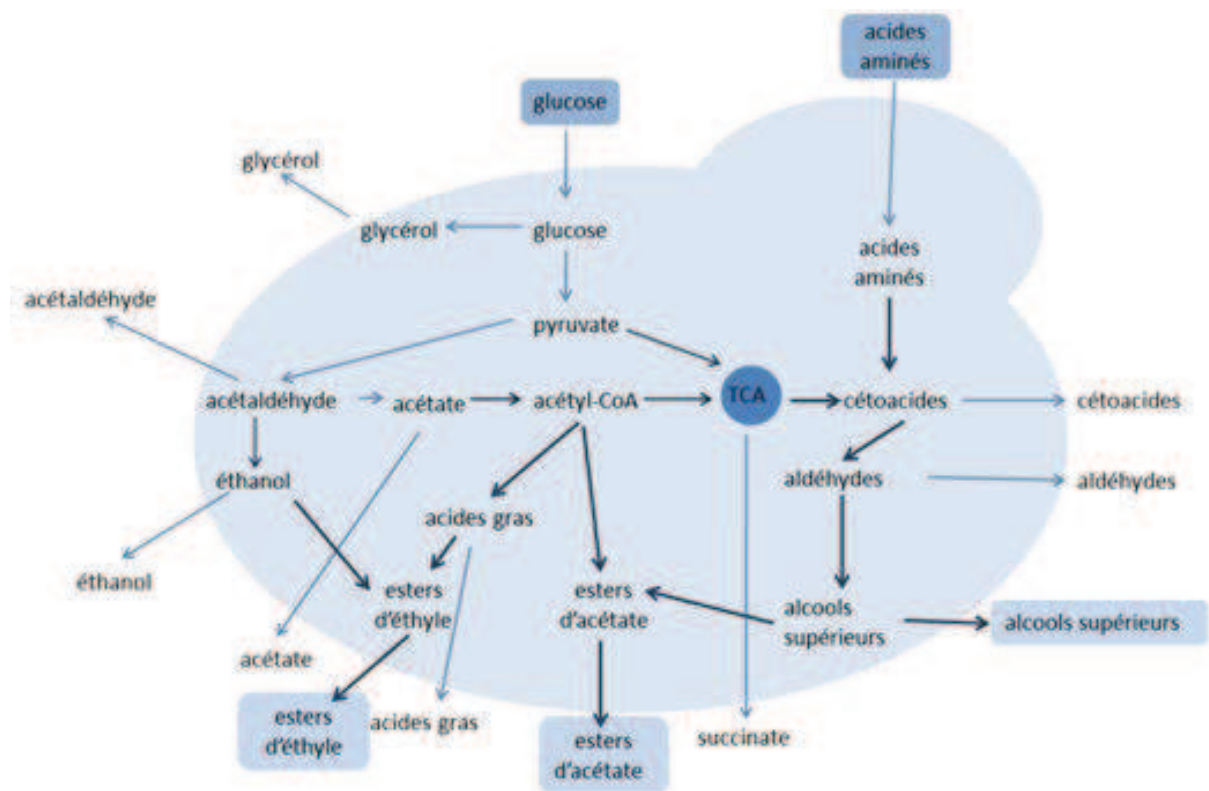 acides
aminés
glucose
glycérol
glycérol
glucose
acides
aminés
acétaldéhyde
pyruvate
acétaldéhyde
acétate
acétyl-CoA
TCA
cétoacides
cétoacides
éthanol
aldéhydes
aldéhydes
acides gras
éthanol
esters
d'éthyle
esters
d'acétate
alcools
supérieurs
alcools supérieurs
acétate
esters
d'éthyle
acides gras
esters
d'acétate
succinate